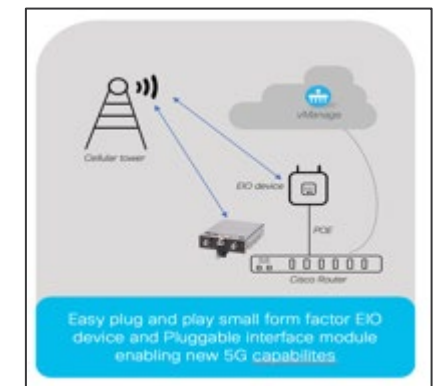 vManage
Cellular tower
EIO device
POE
Cisco Router
Easy plug and play small form factor EIO
device and Pluggable interface module
enabling new 5G capabilites